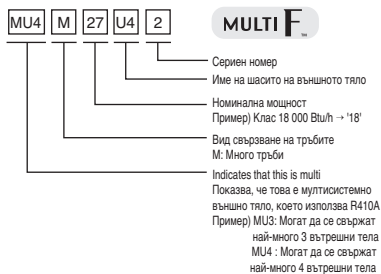 MU4 M 27 U4 2 MULTI F™
Сериен номер
Име на шасито на външното тяло
Номинална мощност
Пример) Клас 18 000 Btu/h → '18'
Вид свързване на тръбите
M: Много тръби
Indicates that this is multi
Показва, че това е мултисистемно
външно тяло, което използва R410A
Пример) MU3: Могат да се свържат
най-много 3 вътрешни тела
MU4 : Могат да се свържат
най-много 4 вътрешни тела